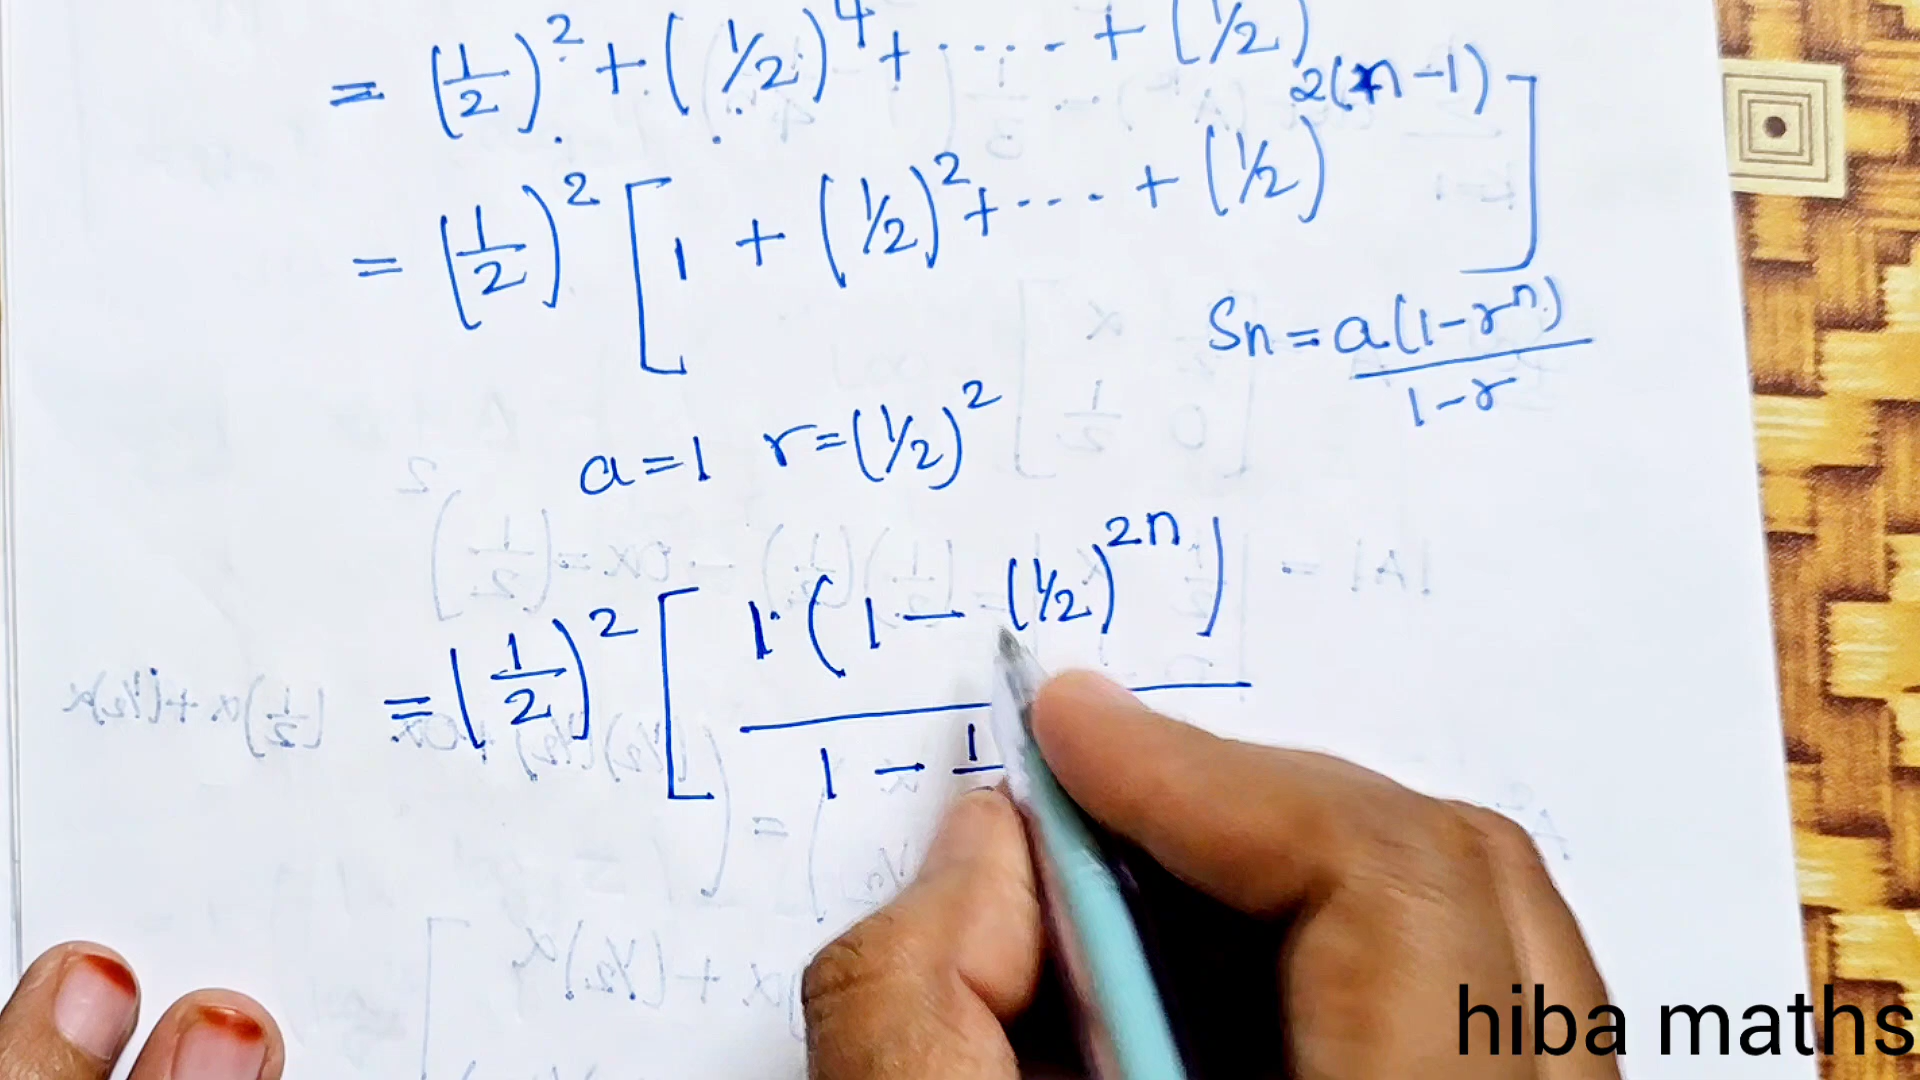 = (1/2)² + (1/2)⁴ + ..... + (1/2)
= (1/2)² [1 + (1/2)² + .... + (1/2)²⁽ⁿ⁻¹⁾]
Sn = a(1-rⁿ) / 1-r
a=1 r=(1/2)²
= (1/2)² [ 1·(1 - (1/2)²ⁿ) / 1 - 1
hiba maths